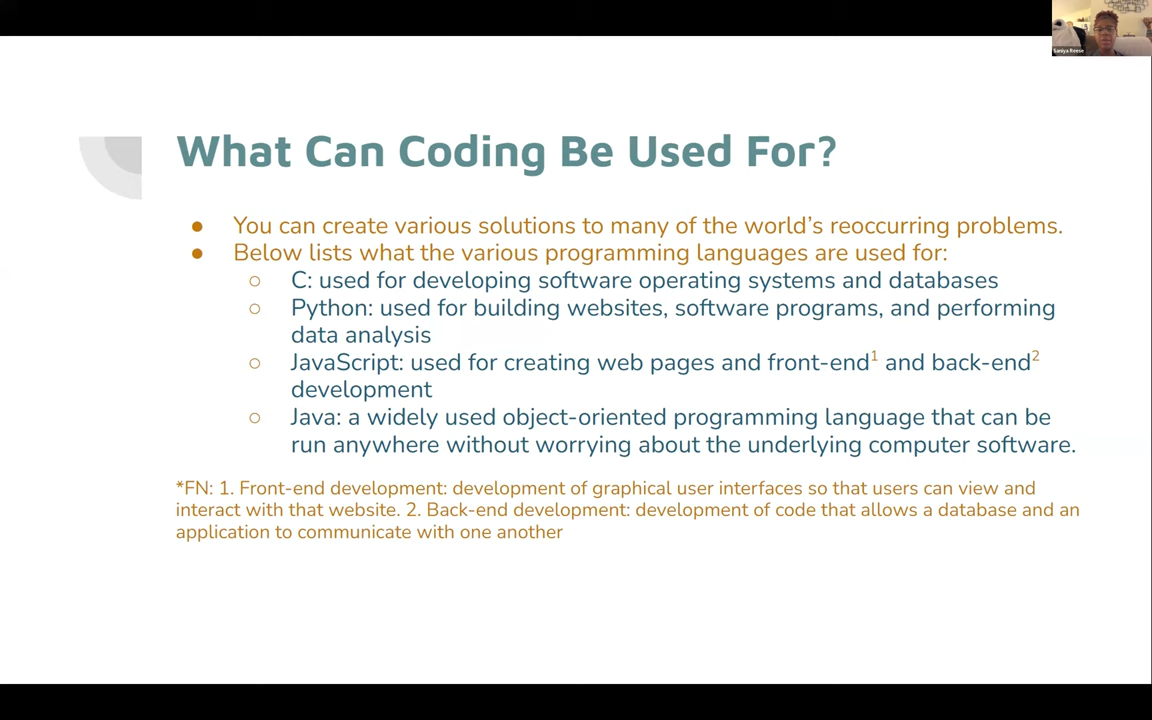 Saniya Reese
What Can Coding Be Used For?
● You can create various solutions to many of the world's reoccurring problems.
● Below lists what the various programming languages are used for:
○ C: used for developing software operating systems and databases
○ Python: used for building websites, software programs, and performing
data analysis
○ JavaScript: used for creating web pages and front-end¹ and back-end²
development
○ Java: a widely used object-oriented programming language that can be
run anywhere without worrying about the underlying computer software.
*FN: 1. Front-end development: development of graphical user interfaces so that users can view and
interact with that website. 2. Back-end development: development of code that allows a database and an
application to communicate with one another